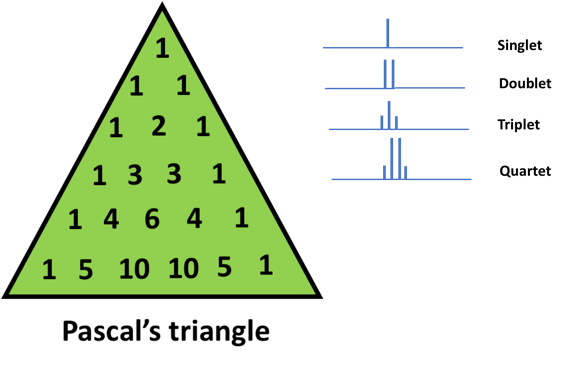 1
1 1
1 2 1
1 3 3 1
1 4 6 4 1
1 5 10 10 5 1
Pascal's triangle
Singlet
Doublet
Triplet
Quartet